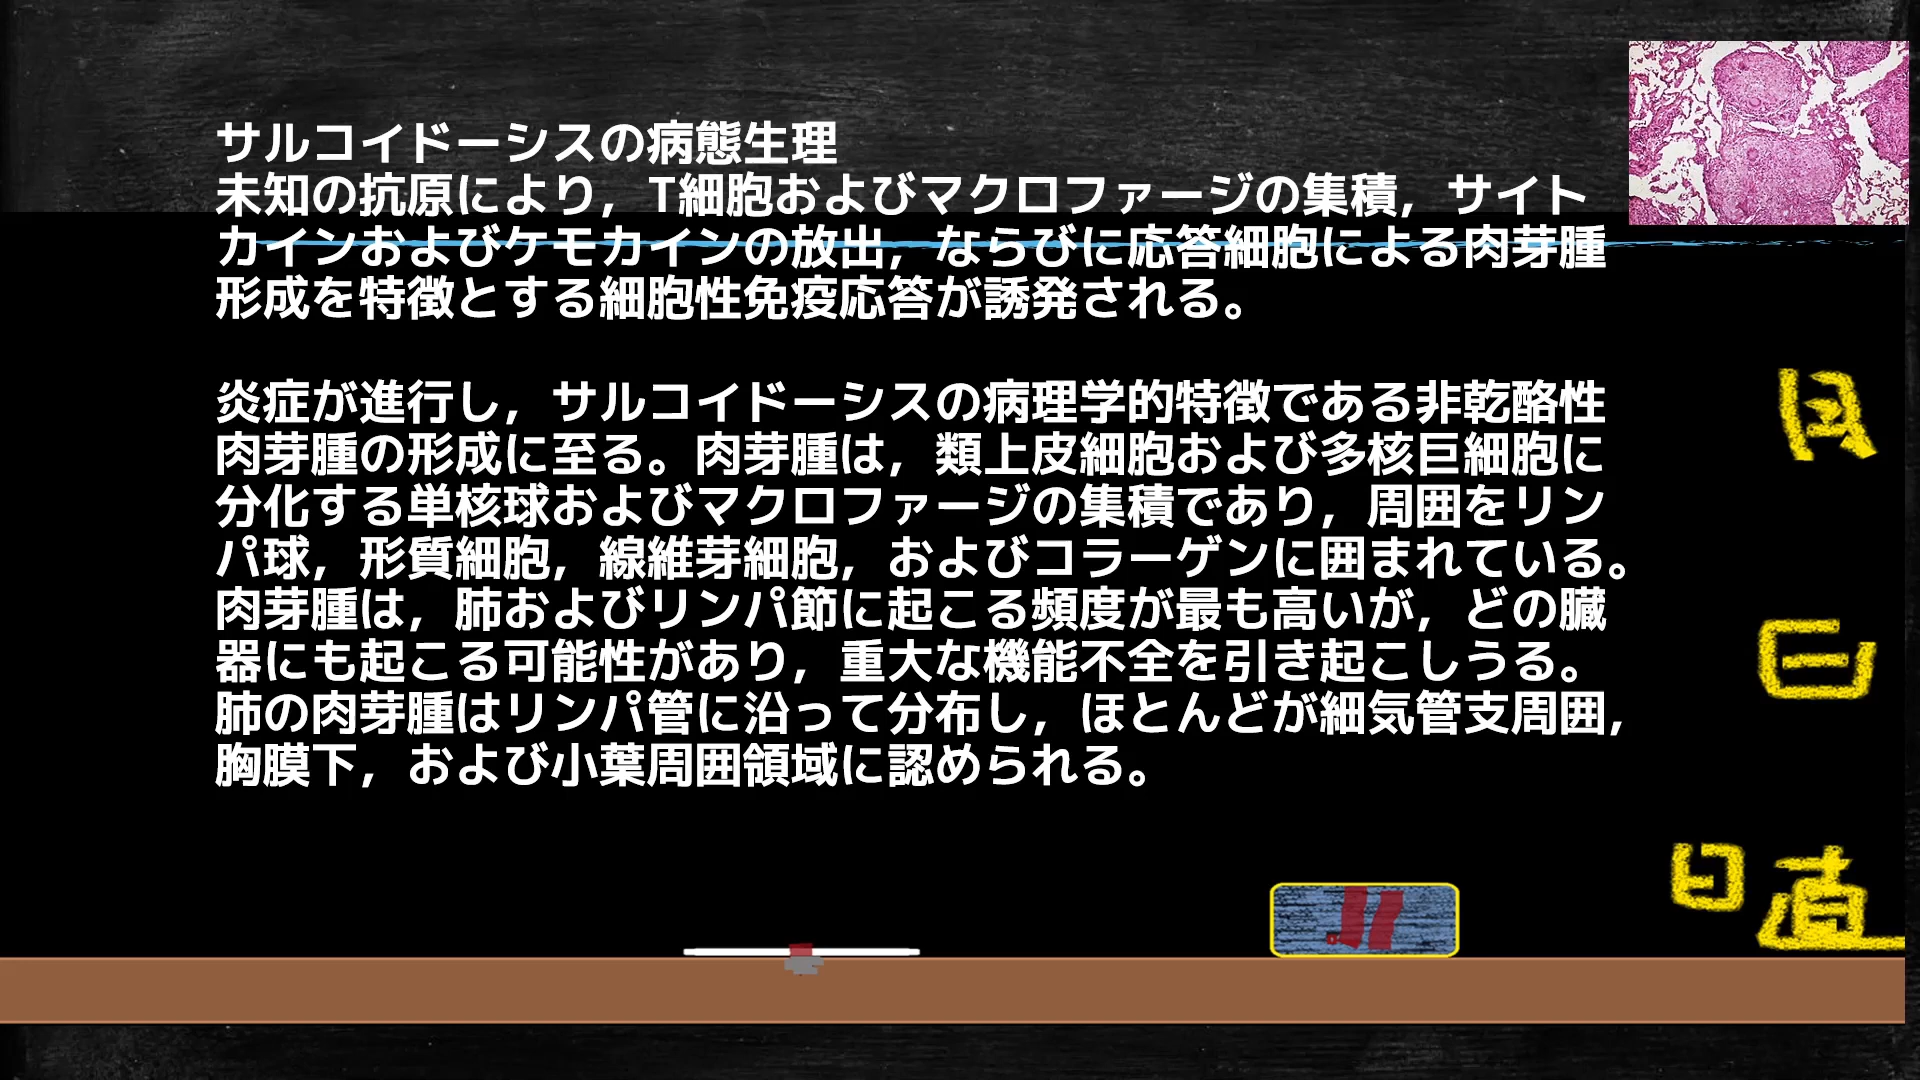 サルコイドーシスの病態生理
未知の抗原により，T細胞およびマクロファージの集積，サイト
カインおよびケモカインの放出，ならびに応答細胞による肉芽腫
形成を特徴とする細胞性免疫応答が誘発される。
炎症が進行し，サルコイドーシスの病理学的特徴である非乾酪性
肉芽腫の形成に至る。肉芽腫は，類上皮細胞および多核巨細胞に
分化する単核球およびマクロファージの集積であり，周囲をリン
パ球，形質細胞，線維芽細胞，およびコラーゲンに囲まれている。
肉芽腫は，肺およびリンパ節に起こる頻度が最も高いが，どの臓
器にも起こる可能性があり，重大な機能不全を引き起こしうる。
肺の肉芽腫はリンパ管に沿って分布し，ほとんどが細気管支周囲，
胸膜下，および小葉周囲領域に認められる。
日直